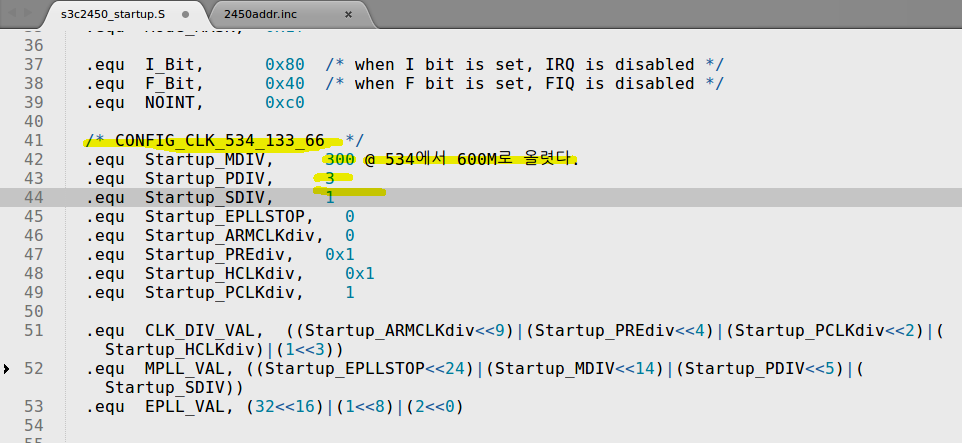 s3c2450_startup.S
2450addr.inc
36
37 .equ I_Bit, 0x80 /* when I bit is set, IRQ is disabled */
38 .equ F_Bit, 0x40 /* when F bit is set, FIQ is disabled */
39 .equ NOINT, 0xc0
40
41 /* CONFIG_CLK_534_133_66 */
42 .equ Startup_MDIV, 300 @ 534에서 600M로 올렷다.
43 .equ Startup_PDIV, 3
44 .equ Startup_SDIV, 1
45 .equ Startup_EPLLSTOP, 0
46 .equ Startup_ARMCLKdiv, 0
47 .equ Startup_PREdiv, 0x1
48 .equ Startup_HCLKdiv, 0x1
49 .equ Startup_PCLKdiv, 1
50
51 .equ CLK_DIV_VAL, ((Startup_ARMCLKdiv<<9)|(Startup_PREdiv<<4)|(Startup_PCLKdiv<<2)|(
Startup_HCLKdiv)|(1<<3))
52 .equ MPLL_VAL, ((Startup_EPLLSTOP<<24)|(Startup_MDIV<<14)|(Startup_PDIV<<5)|(
Startup_SDIV))
53 .equ EPLL_VAL, (32<<16)|(1<<8)|(2<<0)
54